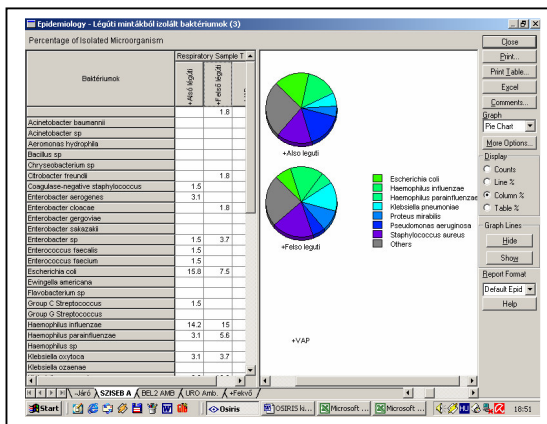 Epidemiology - Légúti mintákból izolált baktériumok (3)
Percentage of Isolated Microorganism
Respiratory Sample T
Baktériumok
+Alsó légúti
+Felső légúti
1.8
Acinetobacter baumannii
Acinetobacter sp
Aeromonas hydrophila
Bacillus sp
Chryseobacterium sp
Citrobacter freundii 1.8
Coagulase-negative staphylococcus 1.5
Enterobacter aerogenes 3.1
Enterobacter cloacae 1.8
Enterobacter gergoviae
Enterobacter sakazakii
Enterobacter sp 1.5 3.7
Enterococcus faecalis 1.5
Enterococcus faecium 1.5
Escherichia coli 15.8 7.5
Ewingella americana
Flavobacterium sp
Group C Streptococcus 1.5
Group G Streptococcus
Haemophilus influenzae 14.2 15
Haemophilus parainfluenzae 3.1 5.6
Haemophilus sp
Klebsiella oxytoca 3.1 3.7
Klebsiella ozaenae
-Járó SZISEB A BEL2 AMB URO Amb. +Fekvő
+Also leguti
+Felso leguti
+VAP
Escherichia coli
Haemophilus influenzae
Haemophilus parainfluenzae
Klebsiella pneumoniae
Proteus mirabilis
Pseudomonas aeruginosa
Staphylococcus aureus
Others
Close
Print...
Print Table...
Excel
Comments...
Graph
Pie Chart
More Options...
Display
Counts
Line %
Column %
Table %
Graph Lines
Hide
Show
Report Format
Default Epid
Help
Start
Osiris
OSIRIS ki...
Microsoft ...
Microsoft ...
HU
18:51